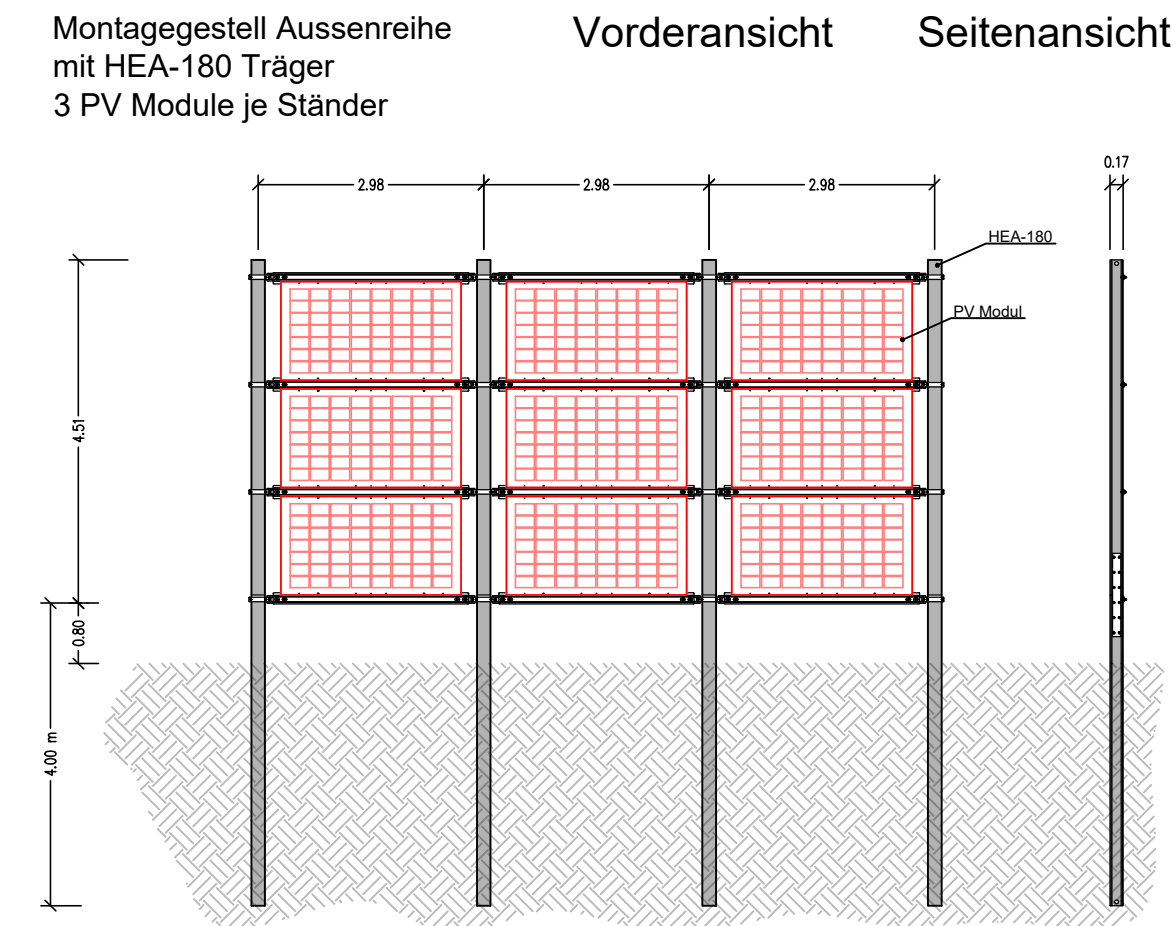 Montagegestell Aussenreihe
mit HEA-180 Träger
3 PV Module je Ständer
Vorderansicht
Seitenansicht
0.17
2.98
2.98
2.98
HEA-180
PV Modul
4.51
0.80
4.00 m